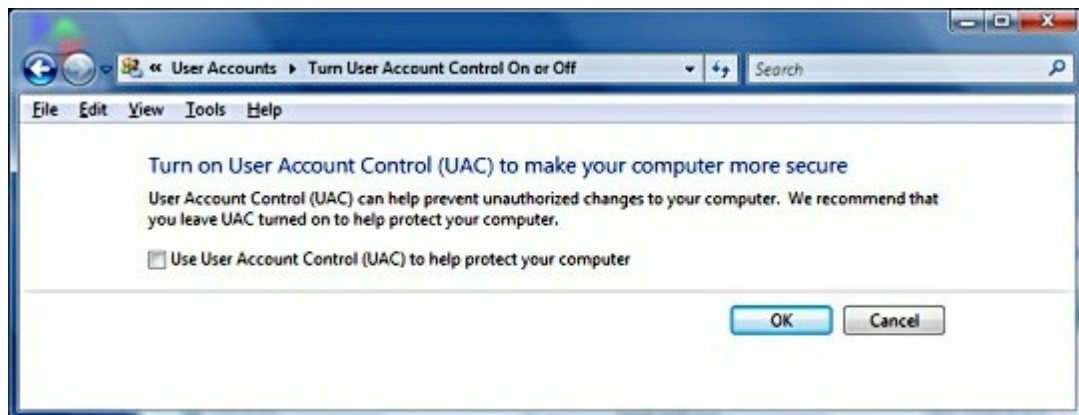 « User Accounts ▸ Turn User Account Control On or Off Search
File Edit View Tools Help
Turn on User Account Control (UAC) to make your computer more secure
User Account Control (UAC) can help prevent unauthorized changes to your computer. We recommend that
you leave UAC turned on to help protect your computer.
Use User Account Control (UAC) to help protect your computer
OK Cancel